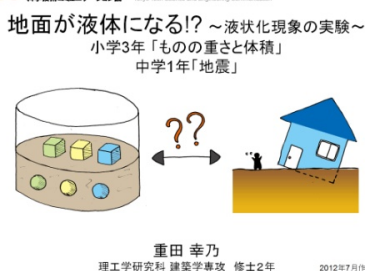 地面が液体になる!? ～液状化現象の実験～
小学3年「ものの重さと体積」
中学1年「地震」
??
重田 幸乃
理工学研究科 建築学専攻 修士2年
2012年7月作